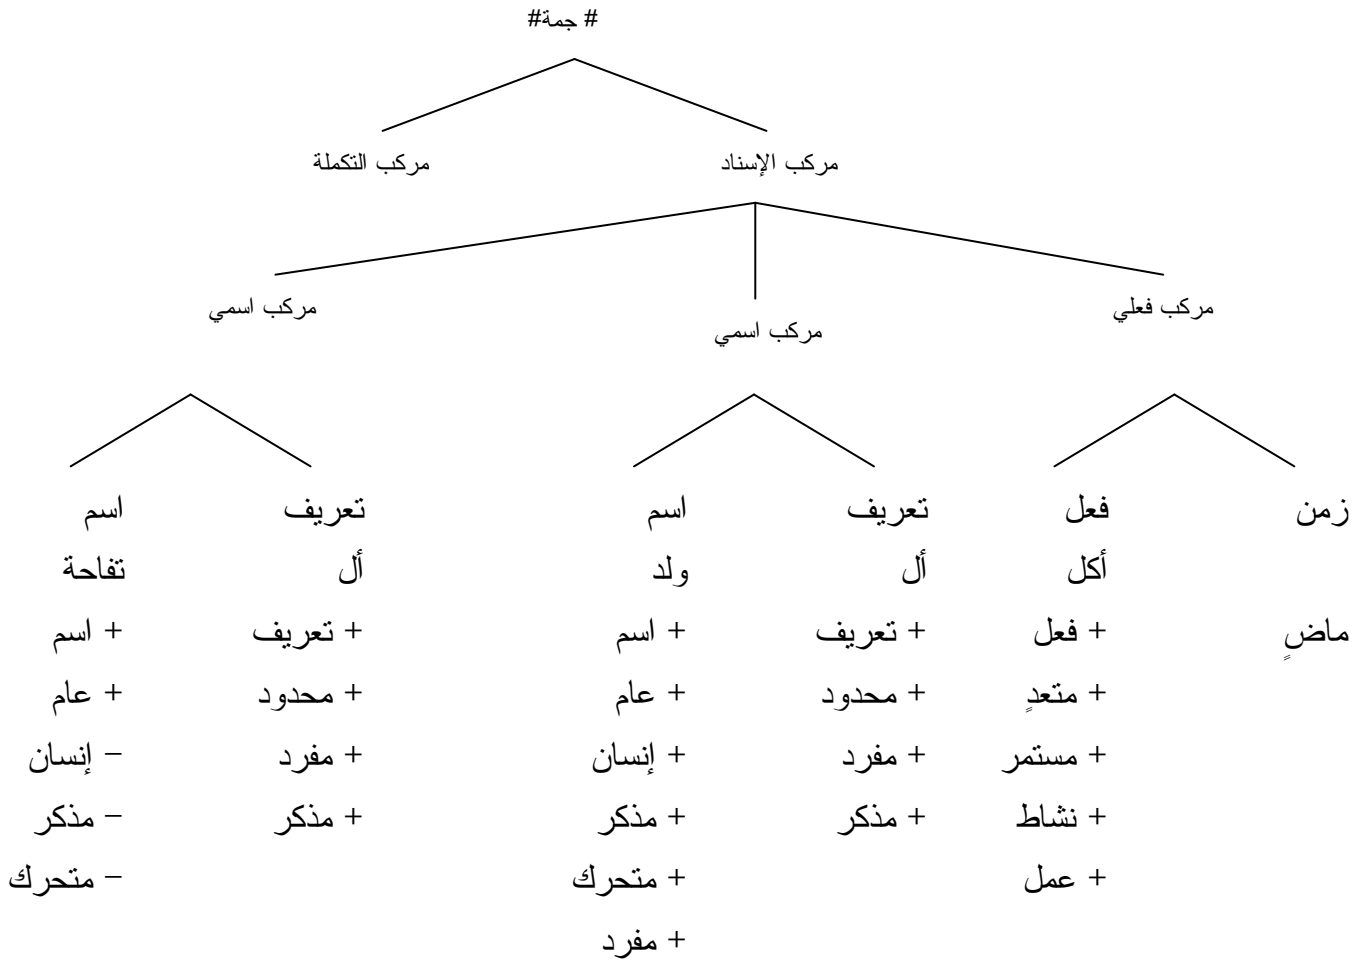 # جمة#
مركب الإسناد مركب التكملة
مركب فعلي مركب اسمي مركب اسمي
زمن فعل تعريف اسم تعريف اسم
أكل أل ولد أل تفاحة
ماضٍ + فعل + تعريف + اسم + تعريف + اسم
+ متعدٍ + محدود + عام + محدود + عام
+ مستمر + مفرد + إنسان + مفرد – إنسان
+ نشاط + مذكر + مذكر + مذكر – مذكر
+ عمل + متحرك – متحرك
+ مفرد